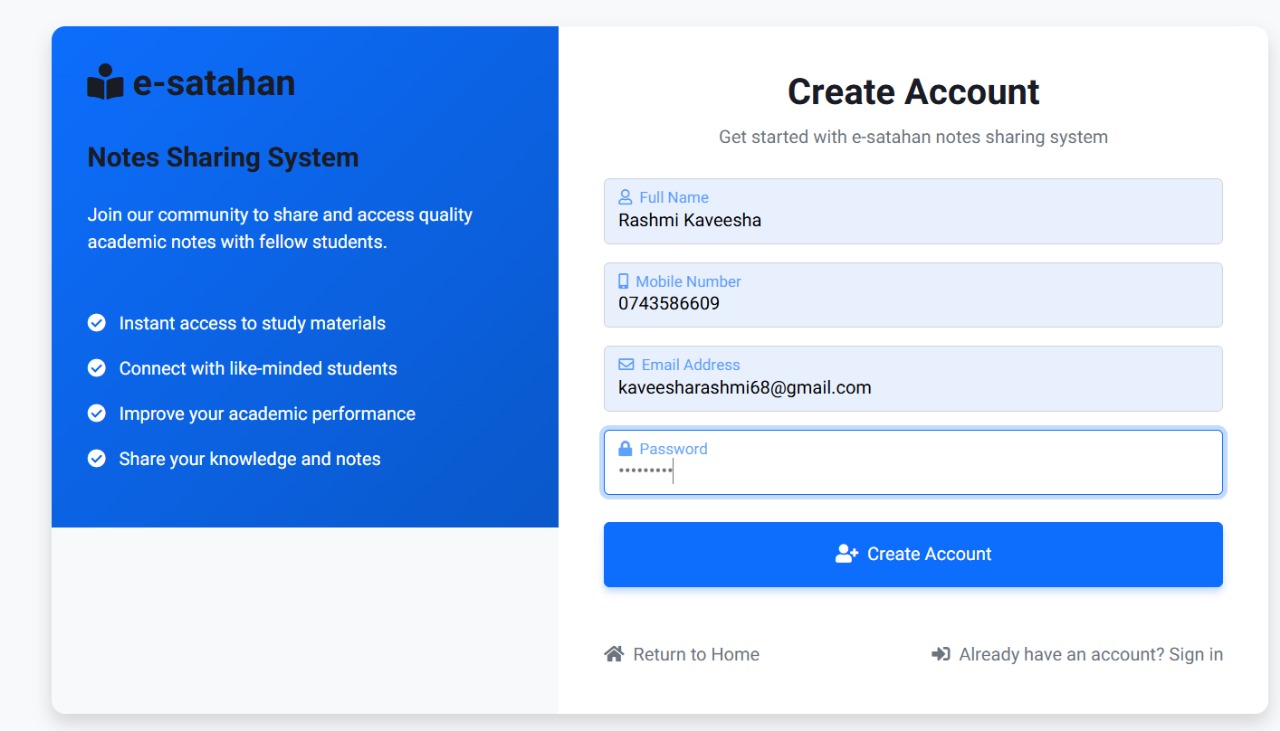 e-satahan
Notes Sharing System
Join our community to share and access quality
academic notes with fellow students.
Instant access to study materials
Connect with like-minded students
Improve your academic performance
Share your knowledge and notes
Create Account
Get started with e-satahan notes sharing system
Full Name
Rashmi Kaveesha
Mobile Number
0743586609
Email Address
kaveesharashmi68@gmail.com
Password
•••••••••
Create Account
Return to Home
Already have an account? Sign in